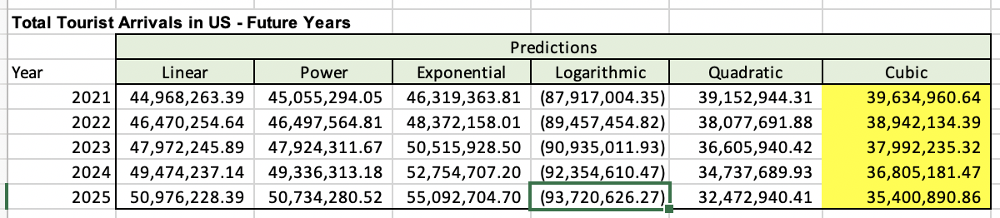 Total Tourist Arrivals in US - Future Years
Predictions
Year Linear Power Exponential Logarithmic Quadratic Cubic
2021 44,968,263.39 45,055,294.05 46,319,363.81 (87,917,004.35) 39,152,944.31 39,634,960.64
2022 46,470,254.64 46,497,564.81 48,372,158.01 (89,457,454.82) 38,077,691.88 38,942,134.39
2023 47,972,245.89 47,924,311.67 50,515,928.50 (90,935,011.93) 36,605,940.42 37,992,235.32
2024 49,474,237.14 49,336,313.18 52,754,707.20 (92,354,610.47) 34,737,689.93 36,805,181.47
2025 50,976,228.39 50,734,280.52 55,092,704.70 (93,720,626.27) 32,472,940.41 35,400,890.86